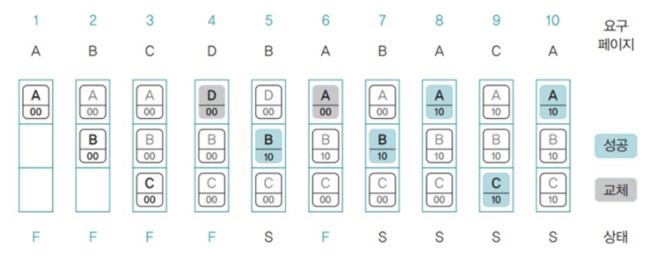 1 2 3 4 5 6 7 8 9 10 요구
페이지
A B C D B A B A C A
A A A D D A A A A A
00 00 00 00 00 00 00 10 10 10
B B B B B B B B B
00 00 00 10 10 10 10 10 10 성공
C C C C C C C C
00 00 00 00 00 00 10 10 교체
F F F F S F S S S S 상태